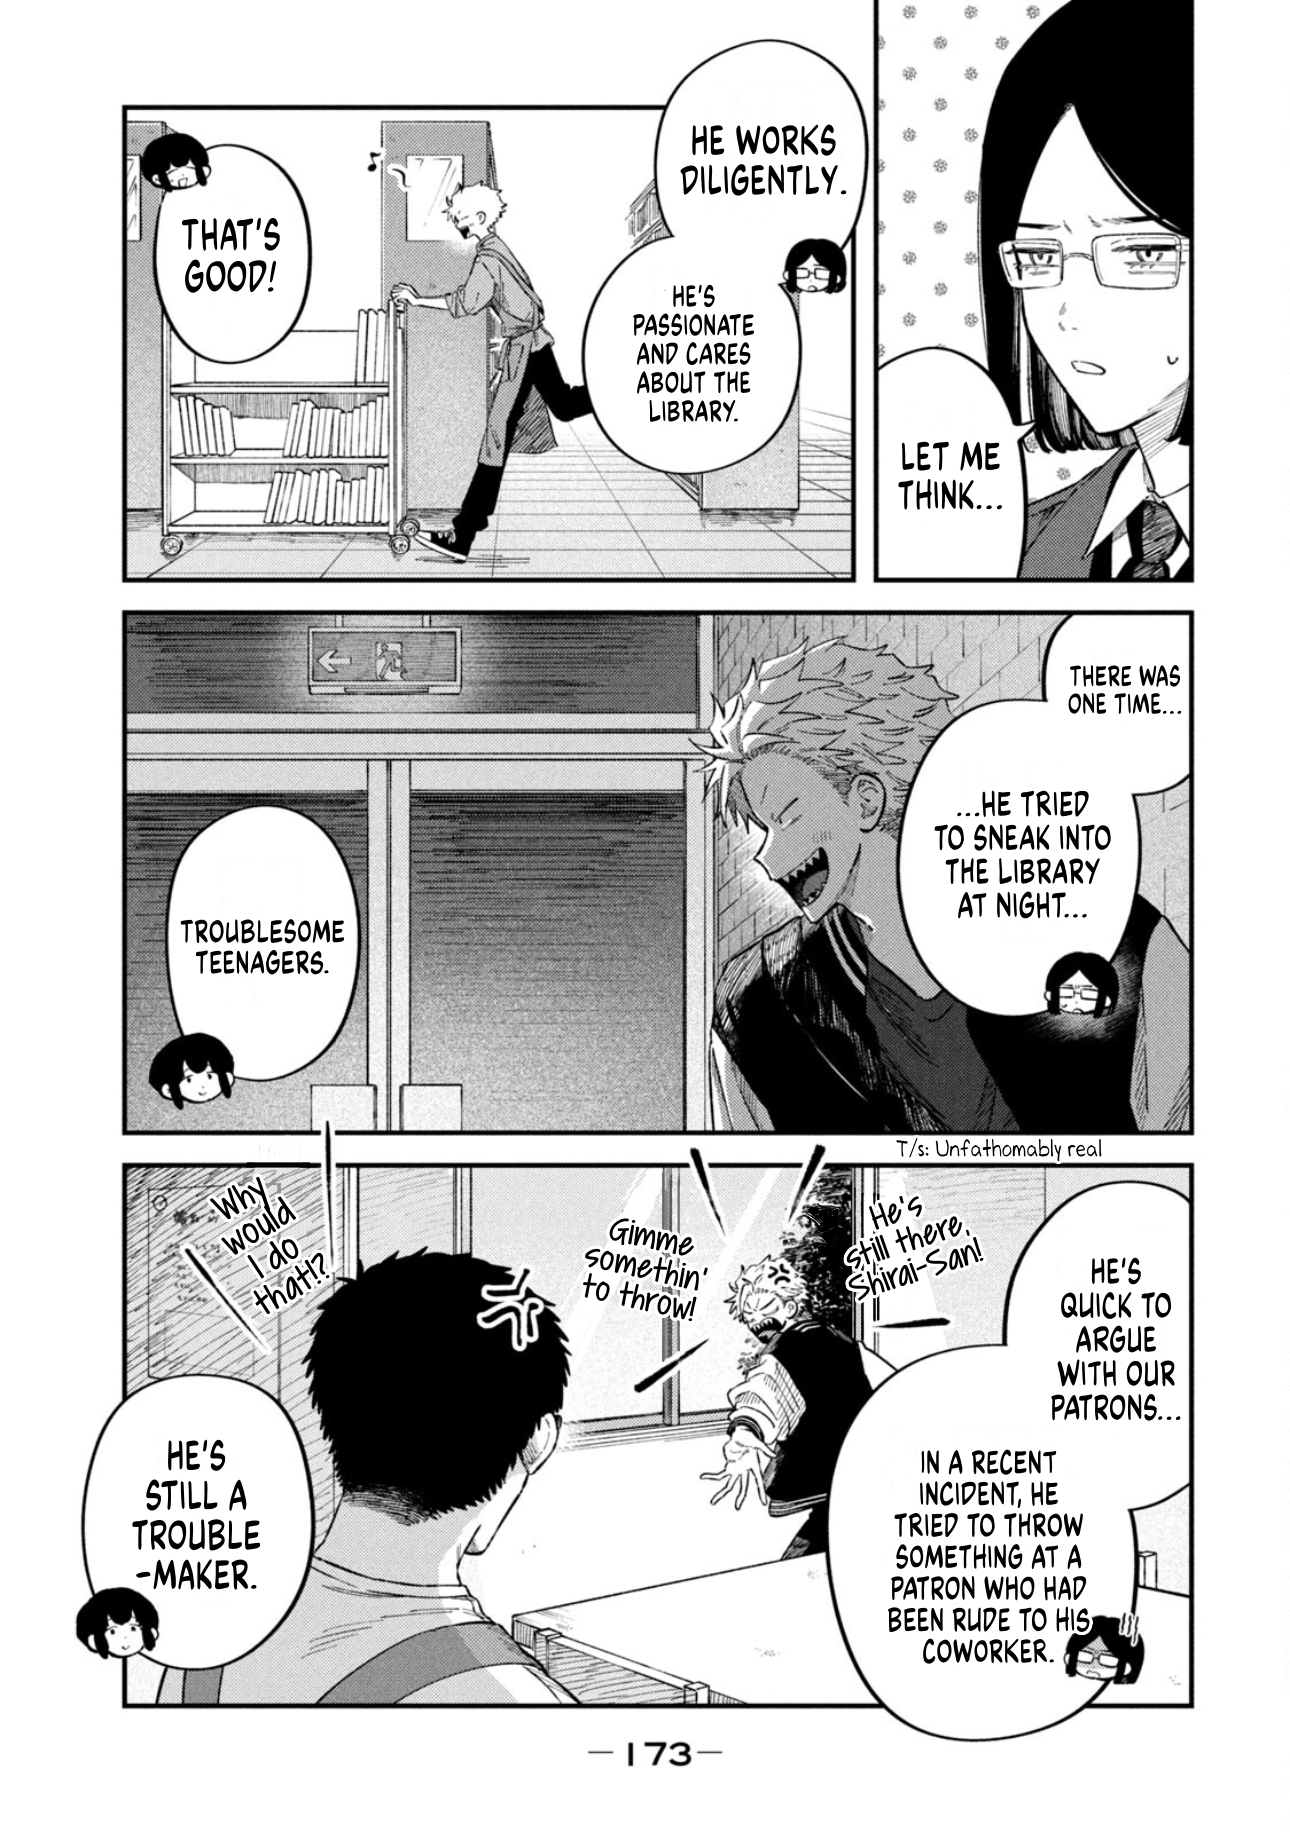 LET ME
THINK...
HE WORKS
DILIGENTLY.
HE'S
PASSIONATE
AND CARES
ABOUT THE
LIBRARY.
THAT'S
GOOD!
THERE WAS
ONE TIME...
...HE TRIED
TO SNEAK INTO
THE LIBRARY
AT NIGHT...
TROUBLESOME
TEENAGERS.
T/s: Unfathomably real
HE'S
QUICK TO
ARGUE
WITH OUR
PATRONS...
IN A RECENT
INCIDENT, HE
TRIED TO THROW
SOMETHING AT A
PATRON WHO HAD
BEEN RUDE TO HIS
COWORKER.
He's
still there,
Shirai-San!
Gimme
somethin'
to throw!
Why
would
I do
that!?
HE'S
STILL A
TROUBLE
-MAKER.
—173—